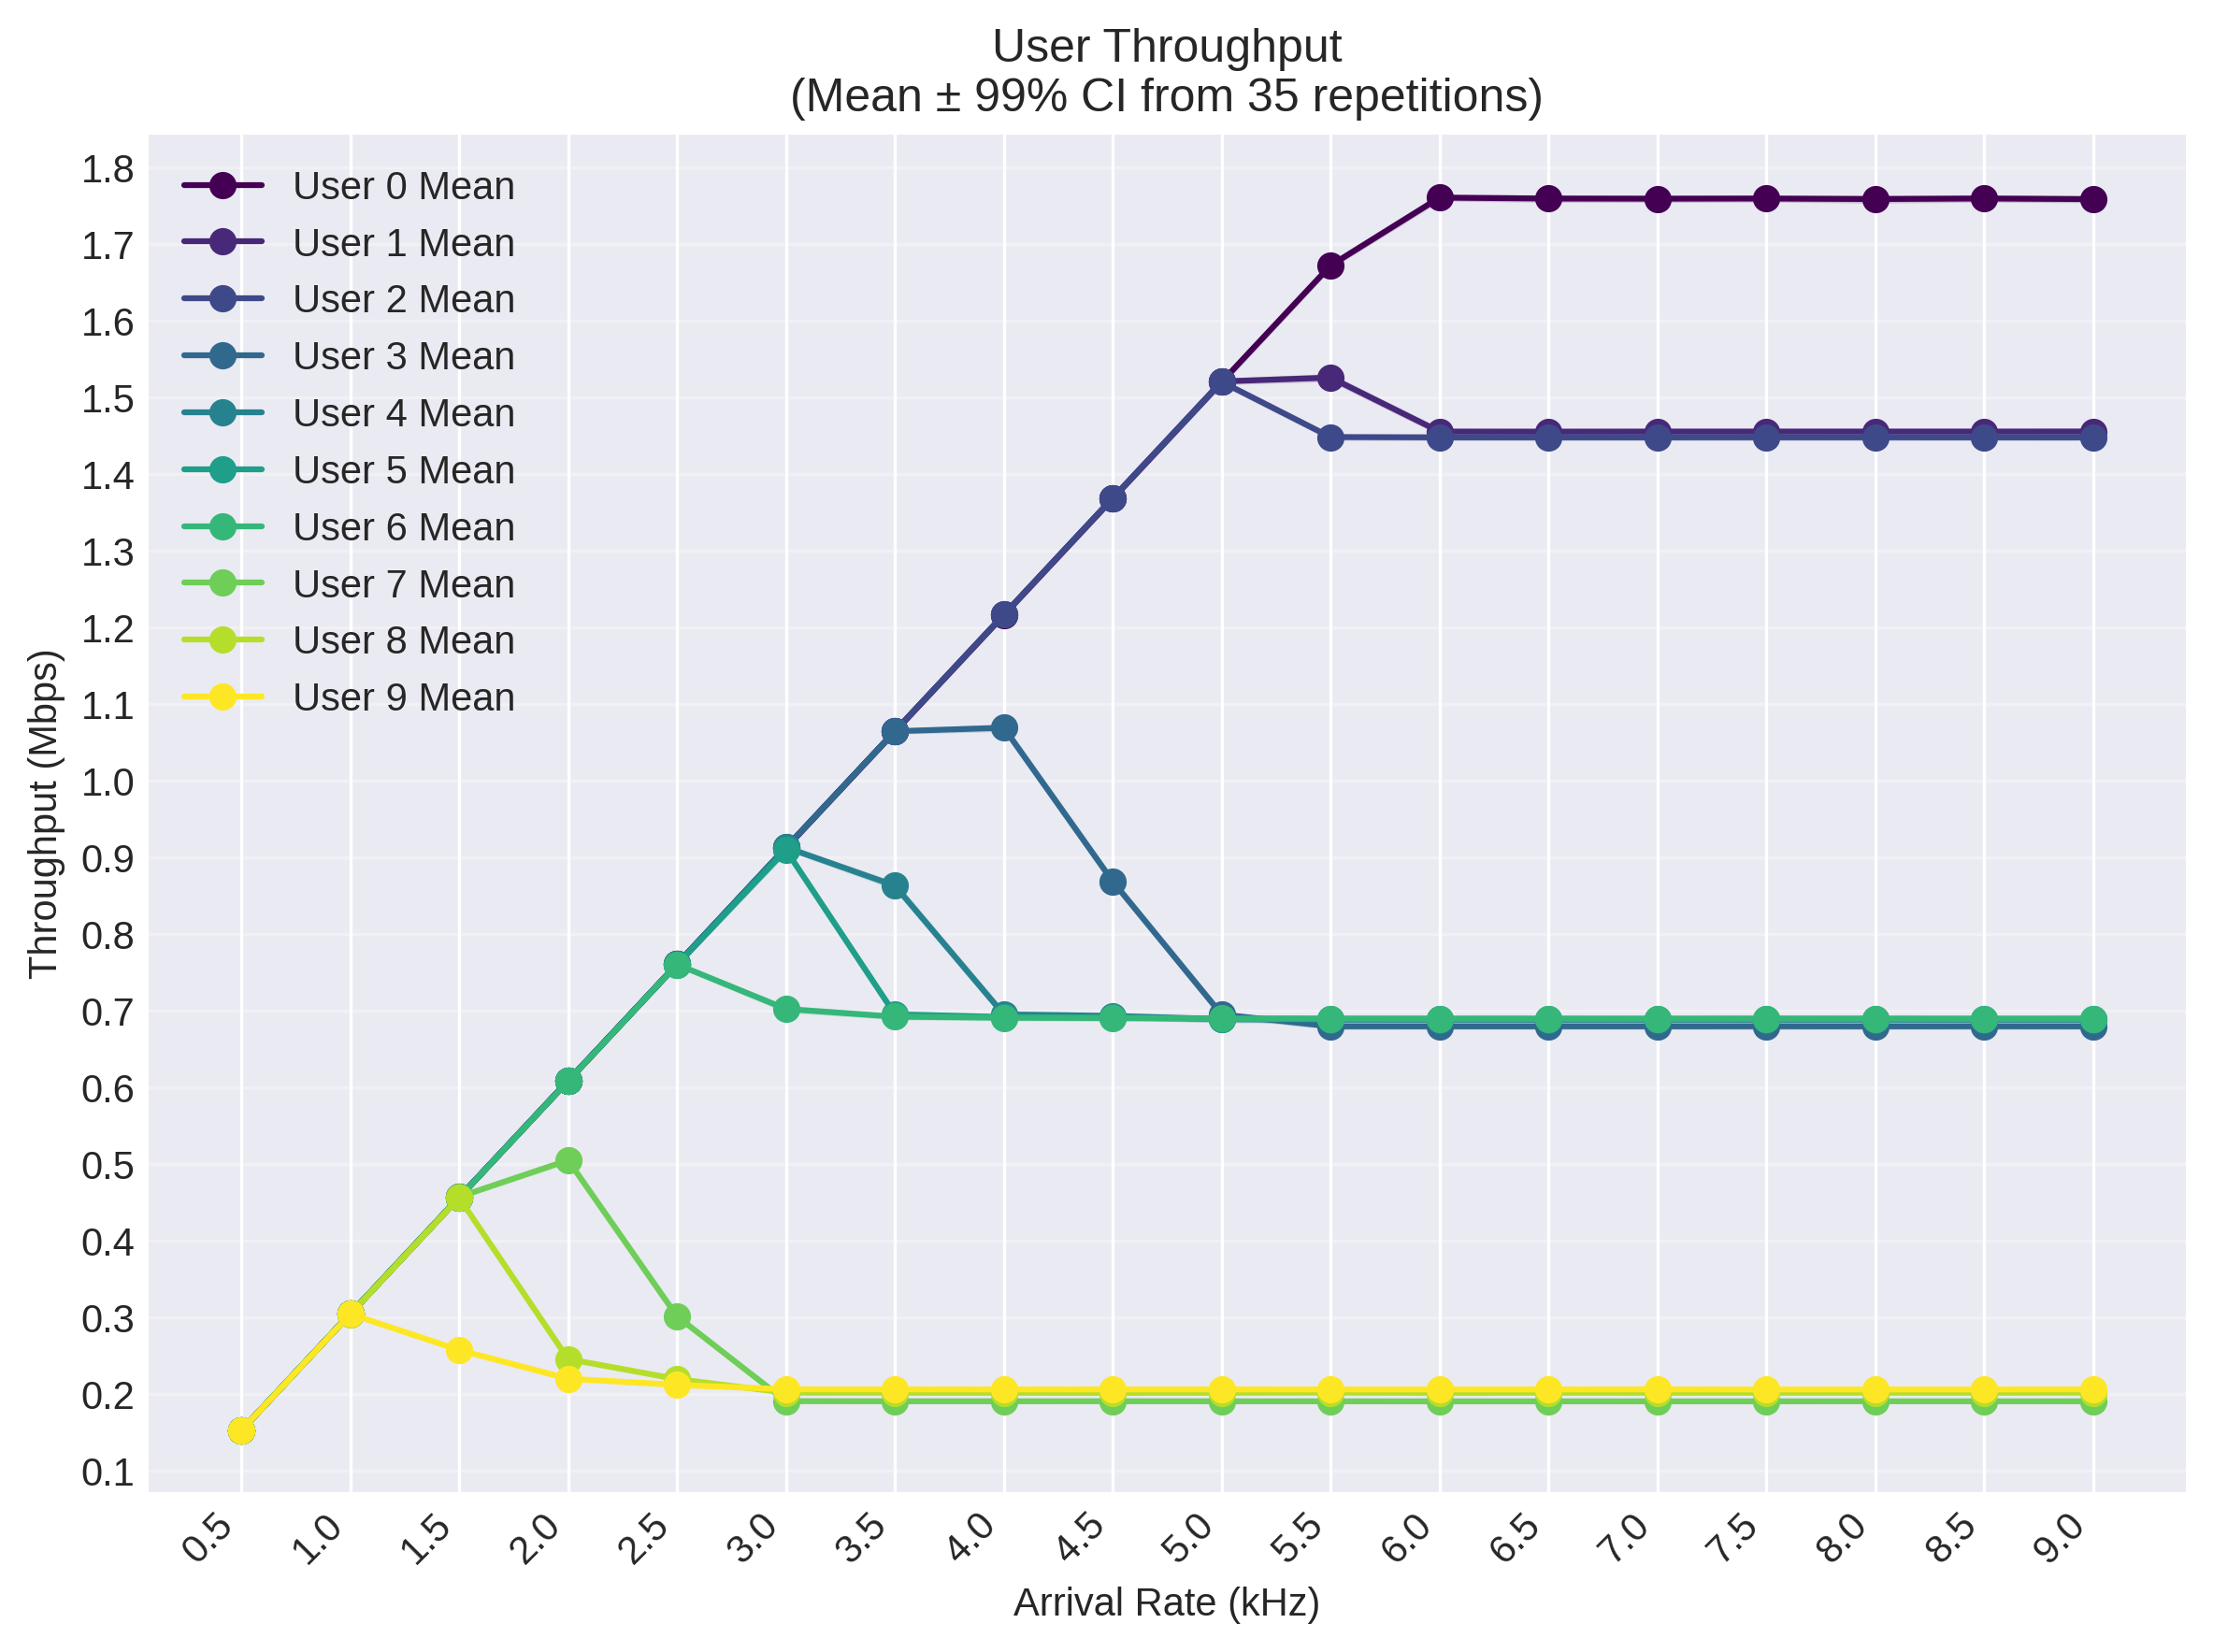 User Throughput
(Mean ± 99% CI from 35 repetitions)
User 0 Mean
User 1 Mean
User 2 Mean
User 3 Mean
User 4 Mean
User 5 Mean
User 6 Mean
User 7 Mean
User 8 Mean
User 9 Mean
Throughput (Mbps)
1.8
1.7
1.6
1.5
1.4
1.3
1.2
1.1
1.0
0.9
0.8
0.7
0.6
0.5
0.4
0.3
0.2
0.1
0.5 1.0 1.5 2.0 2.5 3.0 3.5 4.0 4.5 5.0 5.5 6.0 6.5 7.0 7.5 8.0 8.5 9.0
Arrival Rate (kHz)